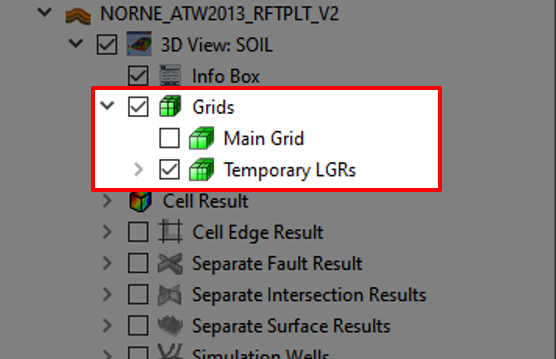 NORNE_ATW2013_RFTPLT_V2
3D View: SOIL
Info Box
Grids
Main Grid
Temporary LGRs
Cell Result
Cell Edge Result
Separate Fault Result
Separate Intersection Results
Separate Surface Results
Simulation Wells